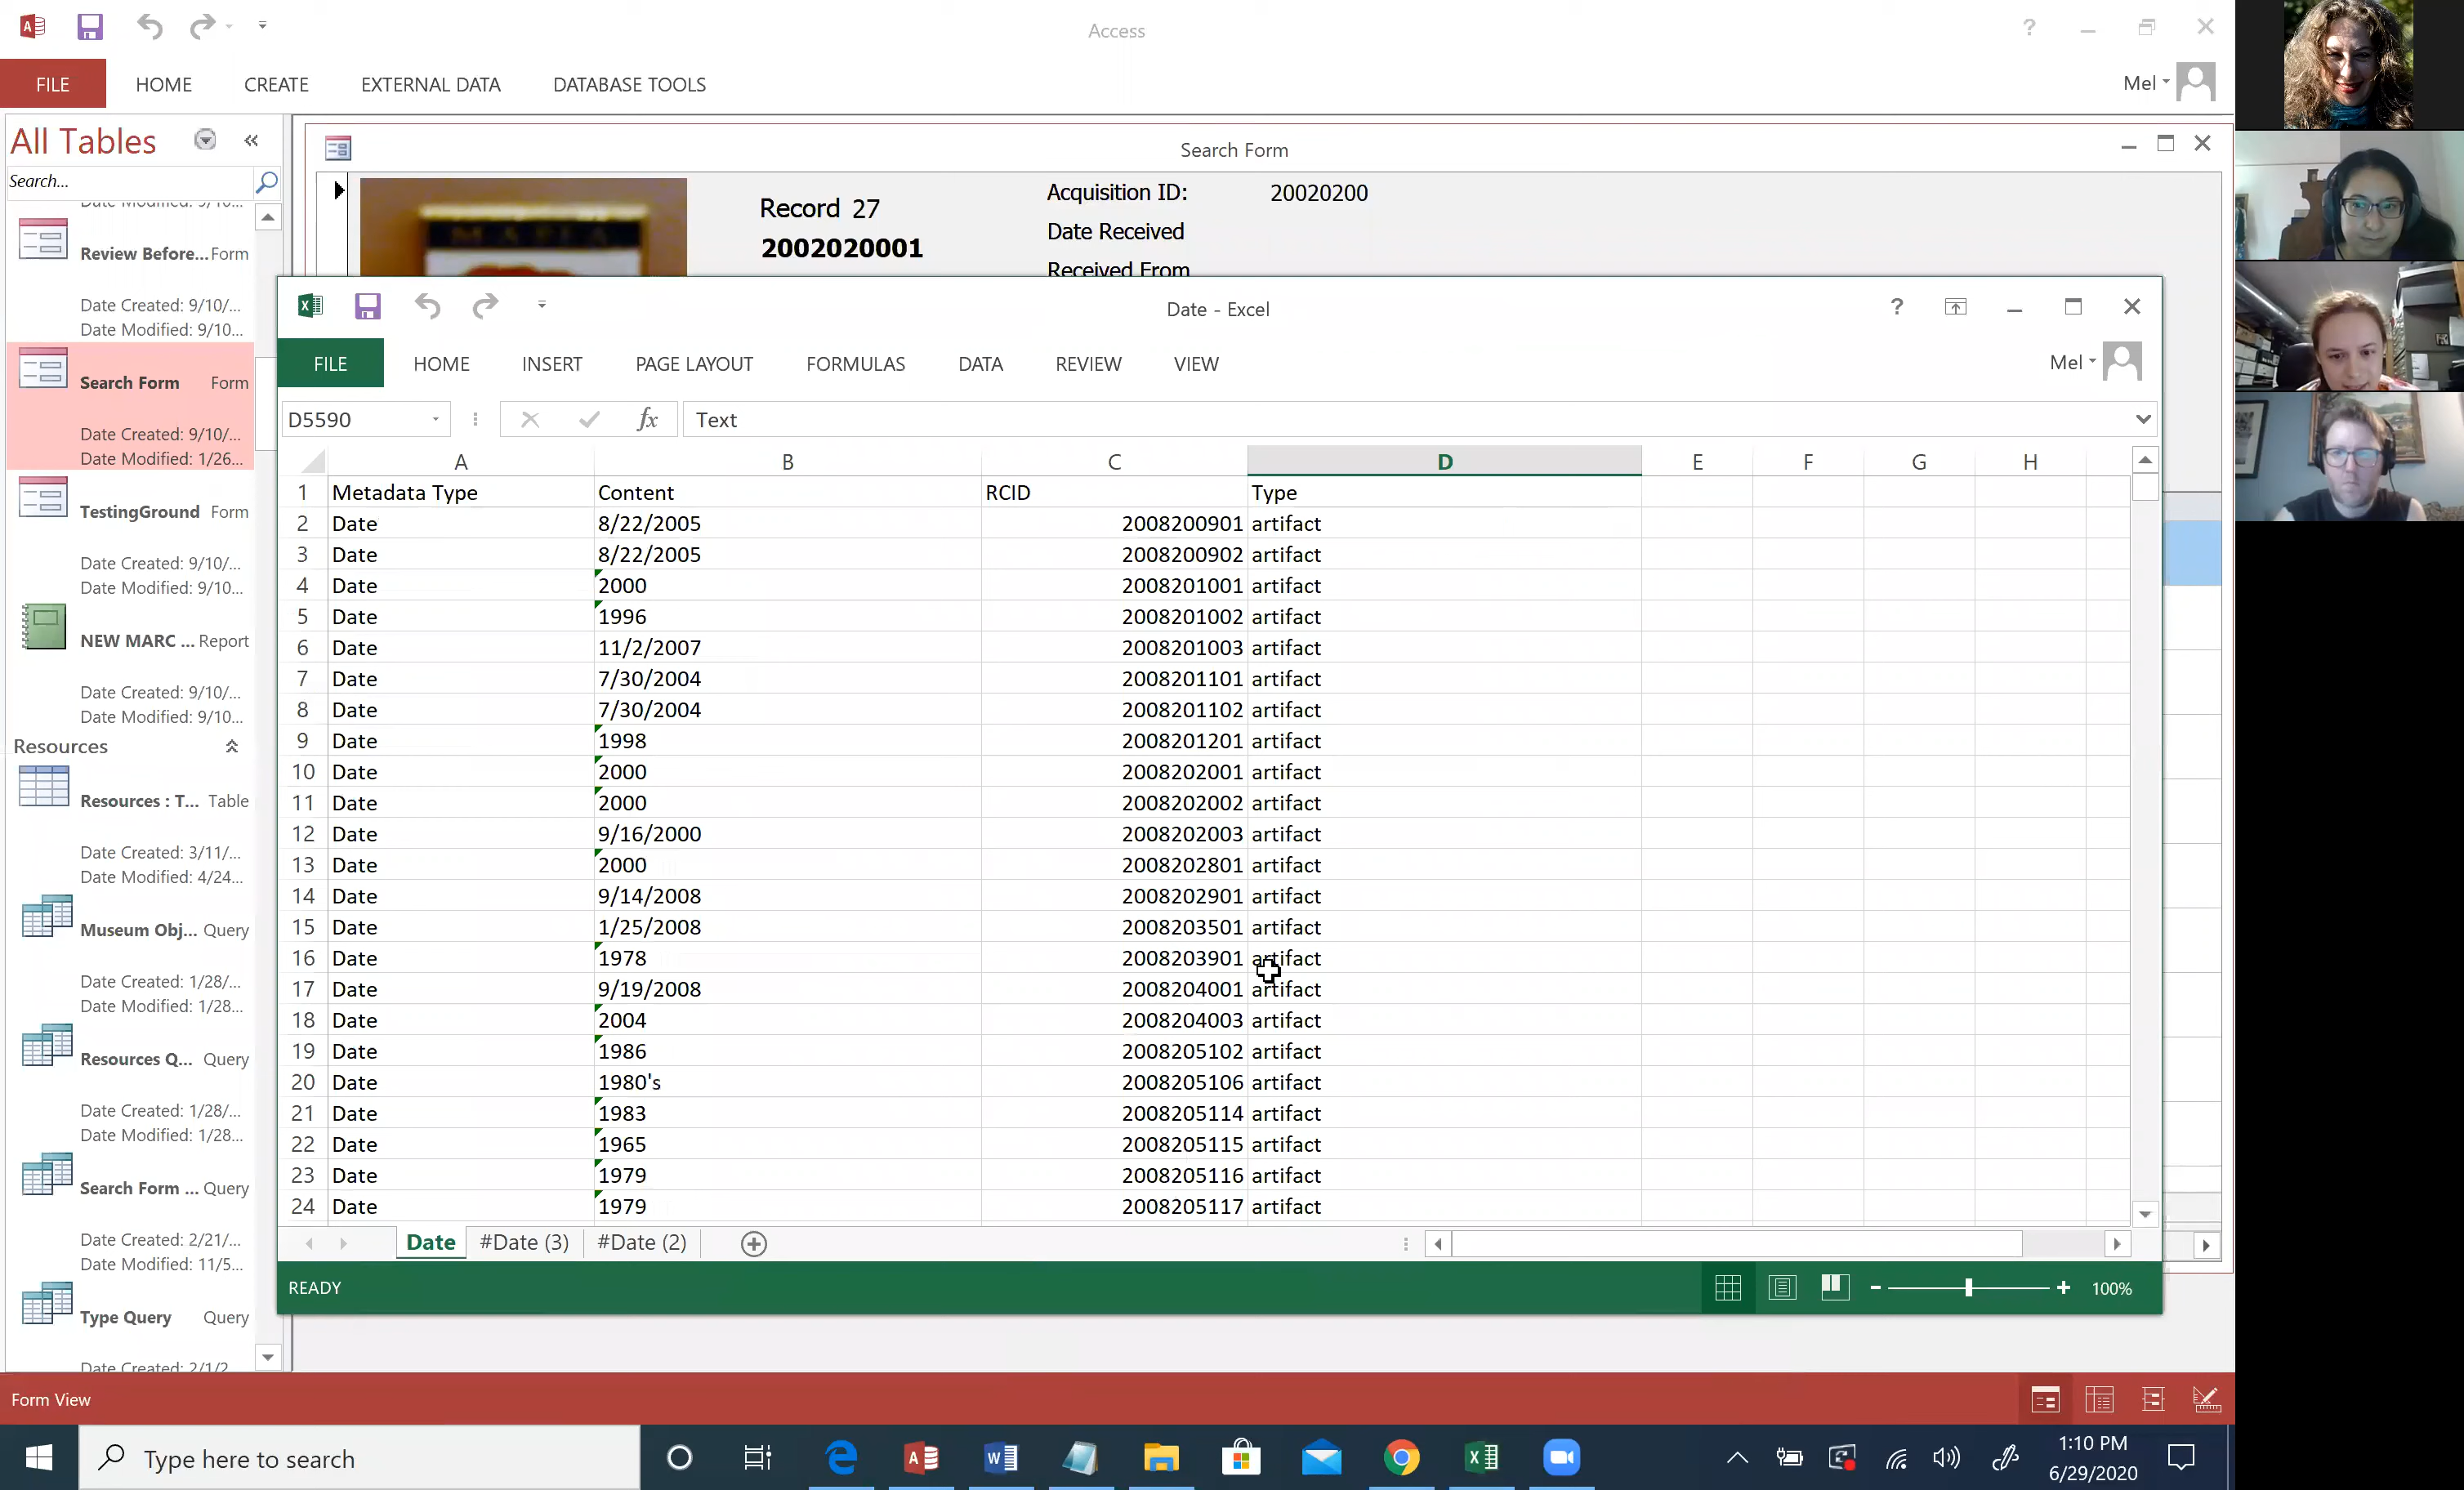 Access
FILE HOME CREATE EXTERNAL DATA DATABASE TOOLS
Mel
All Tables
Search...
Review Before... Form
Date Created: 9/10/...
Date Modified: 9/10...
Search Form Form
Date Created: 9/10/...
Date Modified: 1/26...
TestingGround Form
Date Created: 9/10/...
Date Modified: 9/10...
NEW MARC ... Report
Date Created: 9/10/...
Date Modified: 9/10...
Resources
Resources : T... Table
Date Created: 3/11/...
Date Modified: 4/24...
Museum Obj... Query
Date Created: 1/28/...
Date Modified: 1/28...
Resources Q... Query
Date Created: 1/28/...
Date Modified: 1/28...
Search Form ... Query
Date Created: 2/21/...
Date Modified: 11/5...
Type Query Query
Date Created: 2/1/2
Search Form
MAFIA
Record 27
2002020001
Acquisition ID: 20020200
Date Received
Received From
Date - Excel
FILE HOME INSERT PAGE LAYOUT FORMULAS DATA REVIEW VIEW
Mel
D5590 fx Text
A B C D E F G H
1 Metadata Type Content RCID Type
2 Date 8/22/2005 2008200901 artifact
3 Date 8/22/2005 2008200902 artifact
4 Date 2000 2008201001 artifact
5 Date 1996 2008201002 artifact
6 Date 11/2/2007 2008201003 artifact
7 Date 7/30/2004 2008201101 artifact
8 Date 7/30/2004 2008201102 artifact
9 Date 1998 2008201201 artifact
10 Date 2000 2008202001 artifact
11 Date 2000 2008202002 artifact
12 Date 9/16/2000 2008202003 artifact
13 Date 2000 2008202801 artifact
14 Date 9/14/2008 2008202901 artifact
15 Date 1/25/2008 2008203501 artifact
16 Date 1978 2008203901 artifact
17 Date 9/19/2008 2008204001 artifact
18 Date 2004 2008204003 artifact
19 Date 1986 2008205102 artifact
20 Date 1980's 2008205106 artifact
21 Date 1983 2008205114 artifact
22 Date 1965 2008205115 artifact
23 Date 1979 2008205116 artifact
24 Date 1979 2008205117 artifact
Date #Date (3) #Date (2)
READY
100%
Form View
Type here to search
1:10 PM
6/29/2020